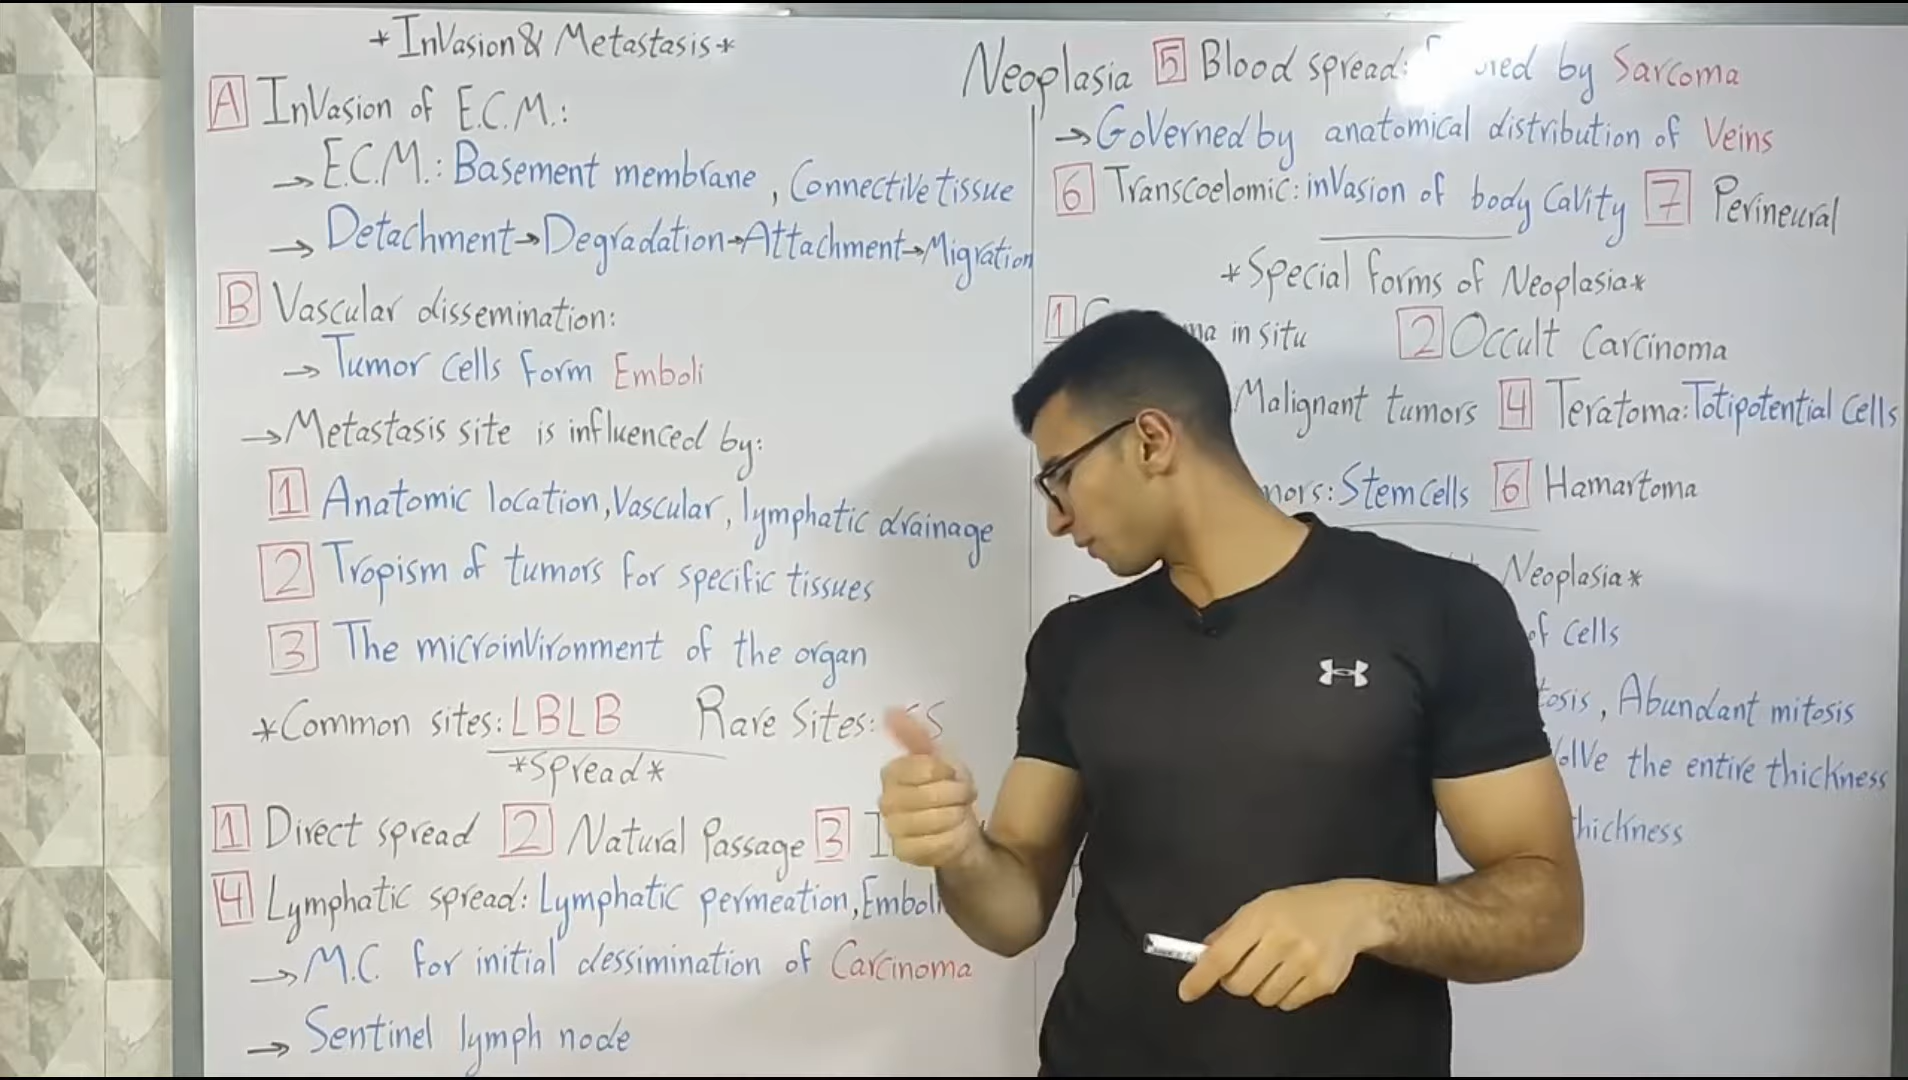 *InVasion & Metastasis*
A InVasion of E.C.M.:
→ E.C.M.: Basement membrane, Connective tissue
→ Detachment→Degradation→Attachment→Migration
B Vascular dissemination:
→ Tumor cells Form Emboli
→ Metastasis site is influenced by:
1 Anatomic location, Vascular, lymphatic drainage
2 Tropism of tumors for specific tissues
3 The microinVironment of the organ
*Common sites: LBLB Rare Sites: S
*Spread*
1 Direct spread 2 Natural Passage 3
4 Lymphatic spread: Lymphatic permeation, Emboli
→ M.C. for initial dessimination of Carcinoma
→ Sentinel lymph node
Neoplasia
5 Blood spread: by Sarcoma
→ GoVerned by anatomical distribution of Veins
6 Transcoelomic: inVasion of body CaVity 7 Perineural
*Special Forms of Neoplasia*
1 in situ 2 Occult Carcinoma
Malignant tumors 4 Teratoma: Totipotential Cells
: Stem cells 6 Hamartoma
Neoplasia*
of Cells
, Abundant mitosis
the entire thickness
thickness